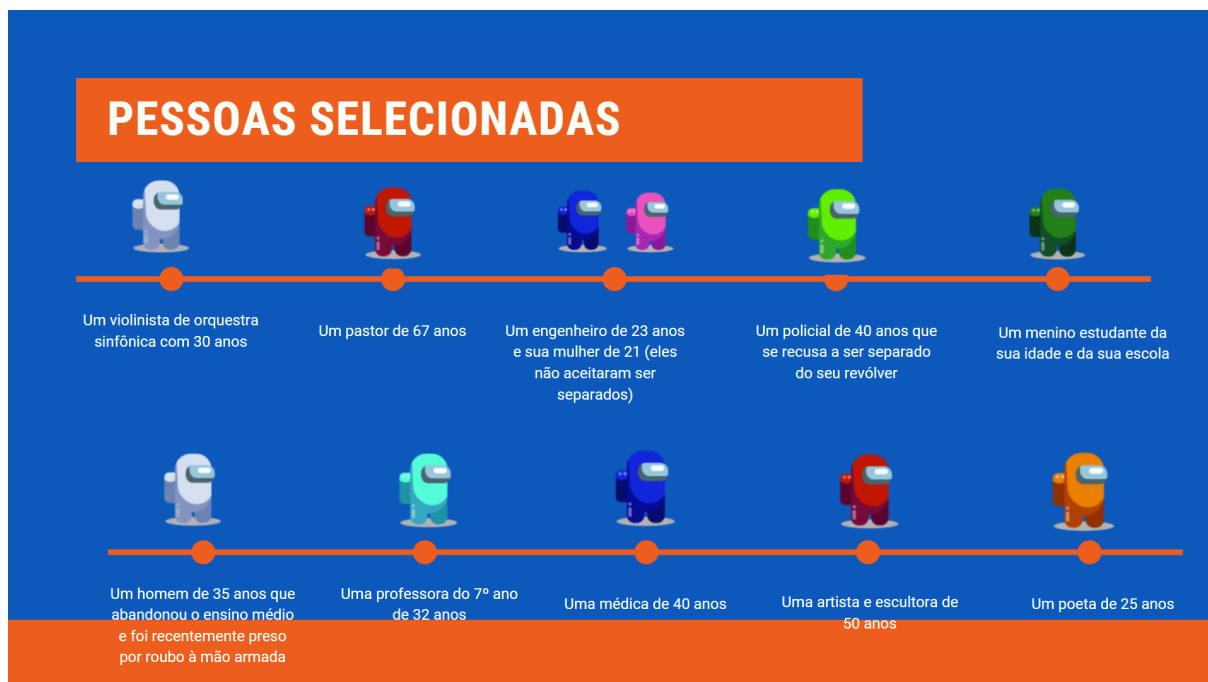 PESSOAS SELECIONADAS
Um violinista de orquestra
sinfônica com 30 anos
Um pastor de 67 anos
Um engenheiro de 23 anos
e sua mulher de 21 (eles
não aceitaram ser
separados)
Um policial de 40 anos que
se recusa a ser separado
do seu revólver
Um menino estudante da
sua idade e da sua escola
Um homem de 35 anos que
abandonou o ensino médio
e foi recentemente preso
por roubo à mão armada
Uma professora do 7º ano
de 32 anos
Uma médica de 40 anos
Uma artista e escultora de
50 anos
Um poeta de 25 anos